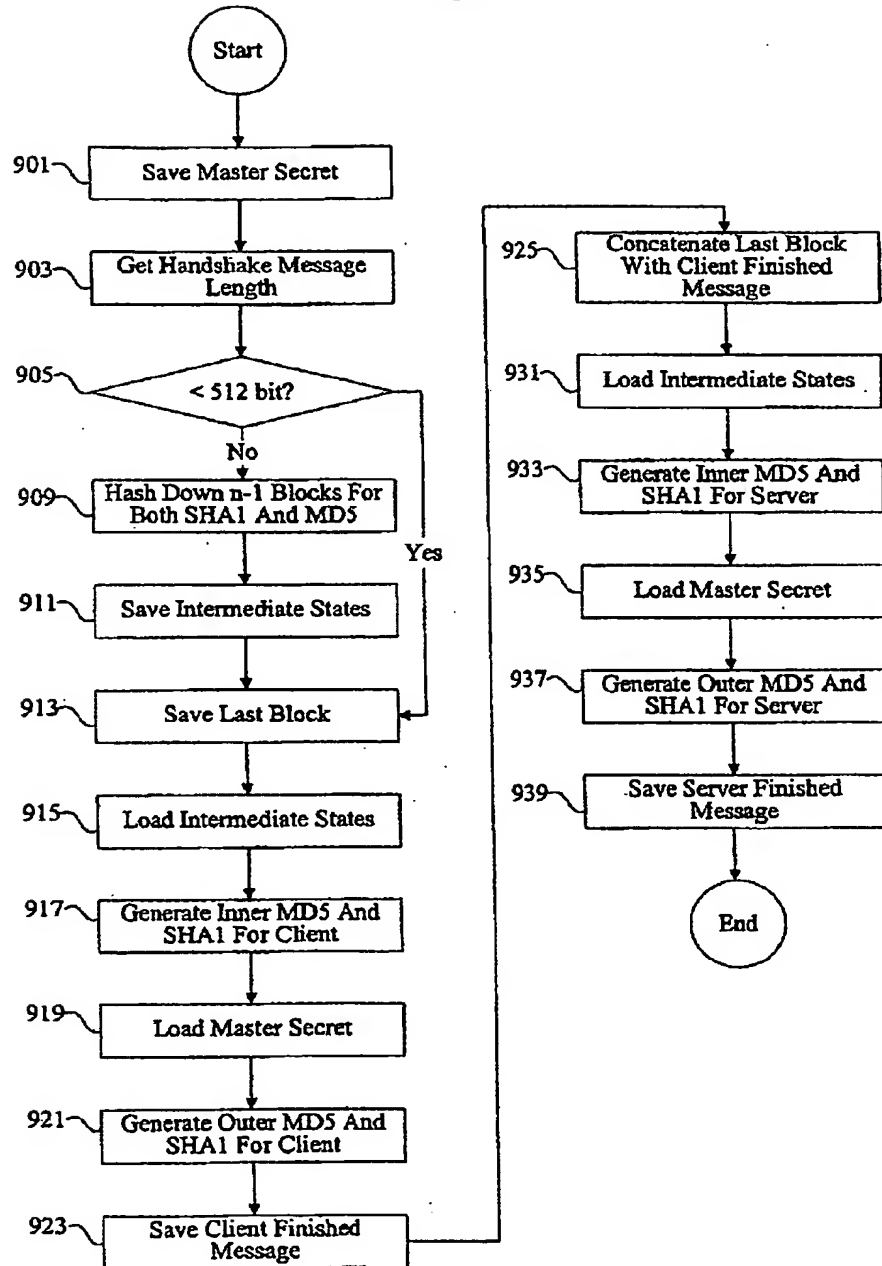 Start
901
Save Master Secret
903
Get Handshake Message
Length
905
< 512 bit?
No
Yes
909
Hash Down n-1 Blocks For
Both SHA1 And MD5
911
Save Intermediate States
913
Save Last Block
915
Load Intermediate States
917
Generate Inner MD5 And
SHA1 For Client
919
Load Master Secret
921
Generate Outer MD5 And
SHA1 For Client
923
Save Client Finished
Message
925
Concatenate Last Block
With Client Finished
Message
931
Load Intermediate States
933
Generate Inner MD5 And
SHA1 For Server
935
Load Master Secret
937
Generate Outer MD5 And
SHA1 For Server
939
Save Server Finished
Message
End